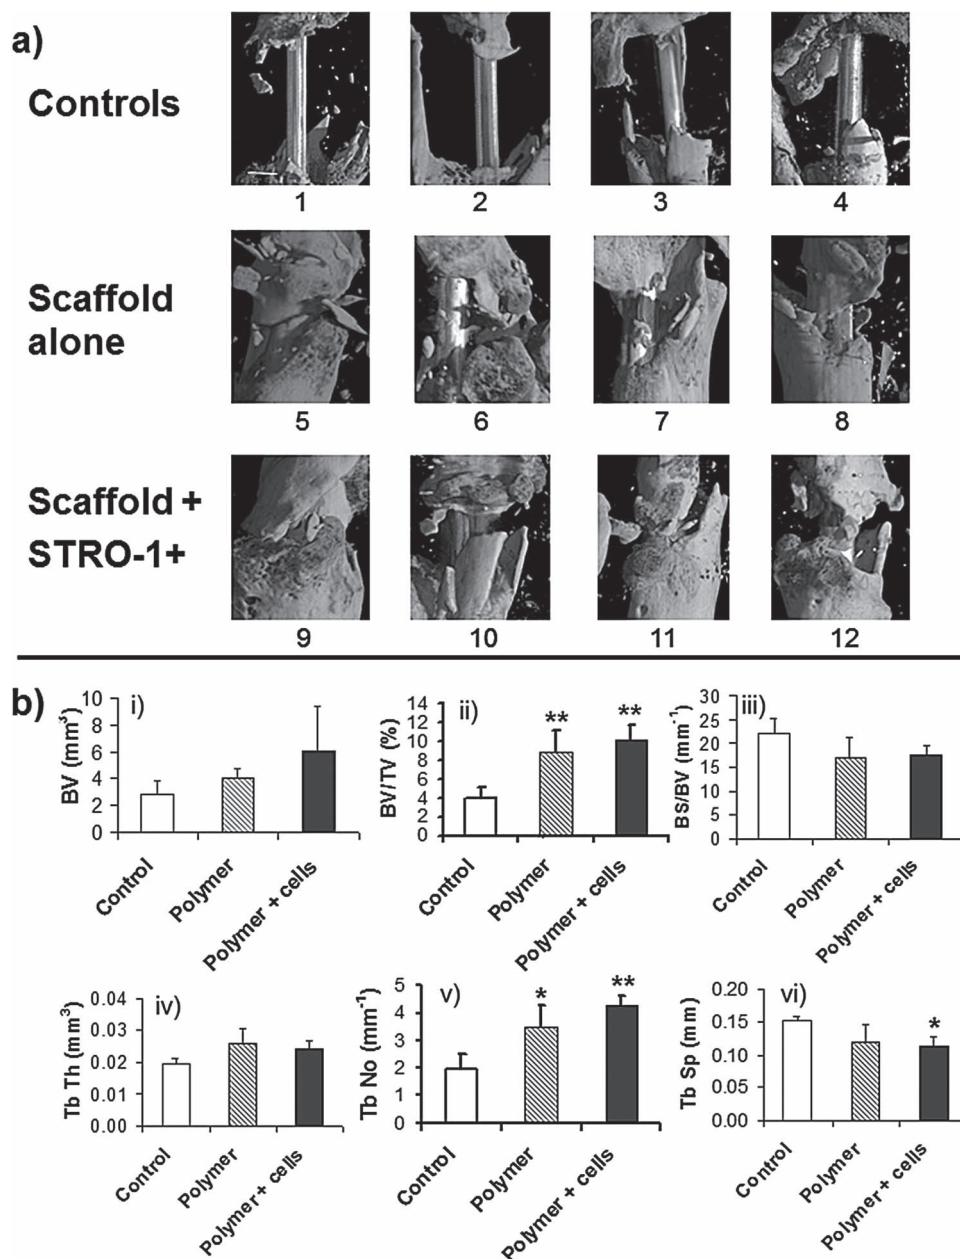 a)
Controls
1 2 3 4
Scaffold
alone
5 6 7 8
Scaffold +
STRO-1+
9 10 11 12
b)
i)
BV (mm³)
10
8
6
4
2
0
Control Polymer Polymer + cells
ii)
BV/TV (%)
14
12
10
8
6
4
2
0
** **
Control Polymer Polymer + cells
iii)
BS/BV (mm⁻¹)
30
25
20
15
10
5
0
Control Polymer Polymer + cells
iv)
Tb Th (mm³)
0.04
0.03
0.02
0.01
0.00
Control Polymer Polymer + cells
v)
Tb No (mm⁻¹)
5
4
3
2
1
0
* **
Control Polymer Polymer + cells
vi)
Tb Sp (mm)
0.20
0.15
0.10
0.05
0.00
*
Control Polymer Polymer + cells